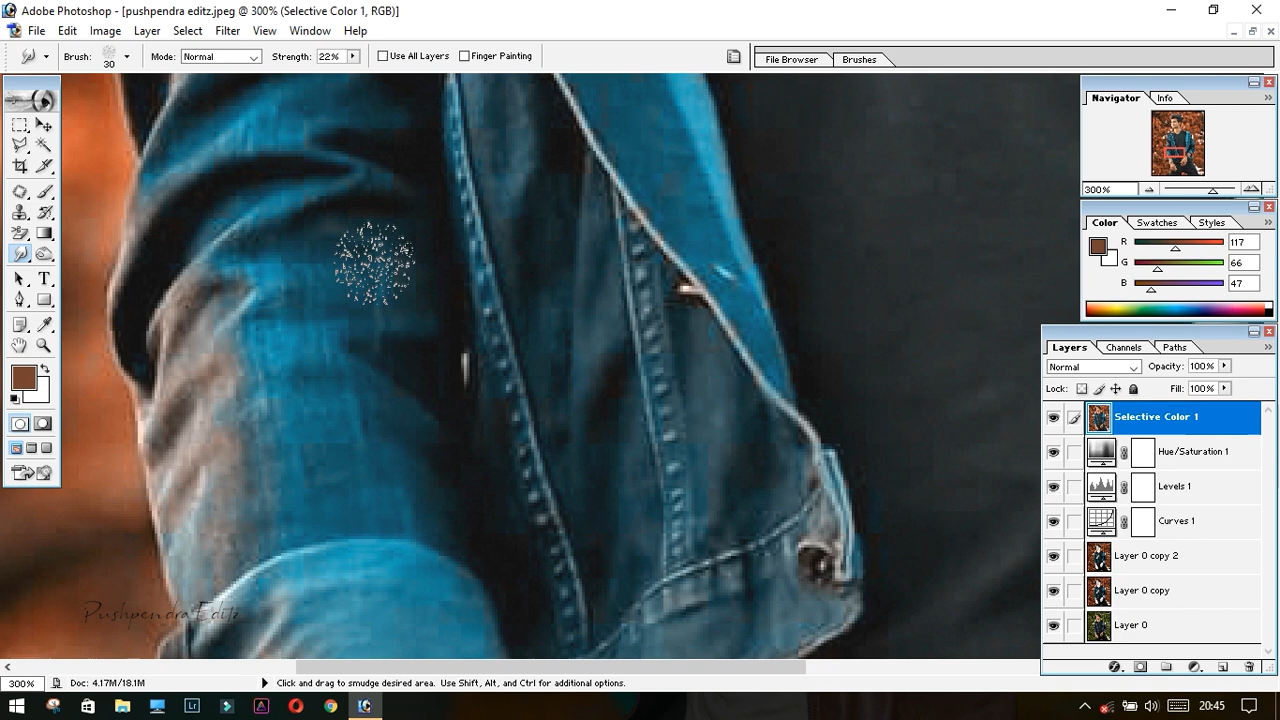 Adobe Photoshop - [pushpendra editz.jpeg @ 300% (Selective Color 1, RGB)]
File Edit Image Layer Select Filter View Window Help
Brush: 30 Mode: Normal Strength: 22% Use All Layers Finger Painting File Browser Brushes
Navigator Info
300%
Color Swatches Styles
R 117
G 66
B 47
Layers Channels Paths
Normal Opacity: 100%
Lock: Fill: 100%
Selective Color 1
Hue/Saturation 1
Levels 1
Curves 1
Layer 0 copy 2
Layer 0 copy
Layer 0
Pushpendra Editz
300% Doc: 4.17M/18.1M Click and drag to smudge desired area. Use Shift, Alt, and Ctrl for additional options.
20:45